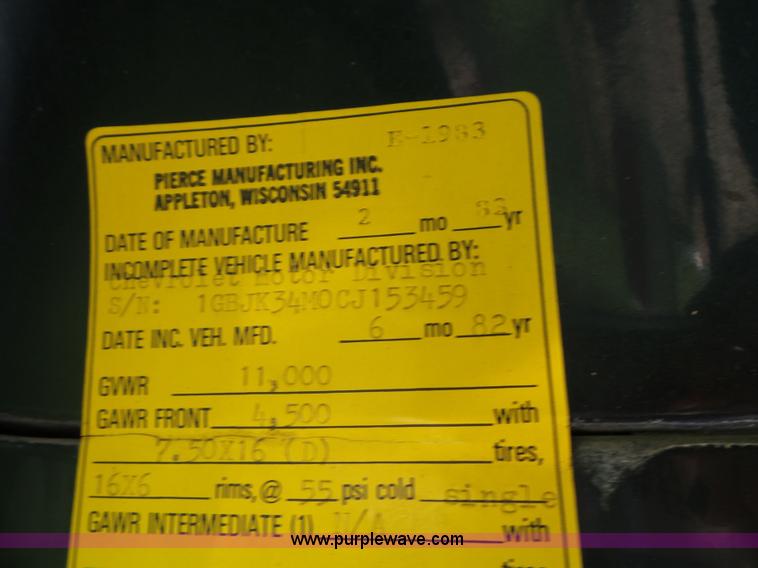 MANUFACTURED BY: E-1983
PIERCE MANUFACTURING INC.
APPLETON, WISCONSIN 54911
DATE OF MANUFACTURE 2 mo 83 yr
INCOMPLETE VEHICLE MANUFACTURED BY:
Chevrolet Motor Division
S/N: 1GBJK34M0CJ153459
DATE INC. VEH. MFD. 6 mo 82 yr
GVWR 11,000
GAWR FRONT 4,500 with
7.50X16 (D) tires,
16X6 rims, @ 55 psi cold single
GAWR INTERMEDIATE (1) N/A with
www.purplewave.com